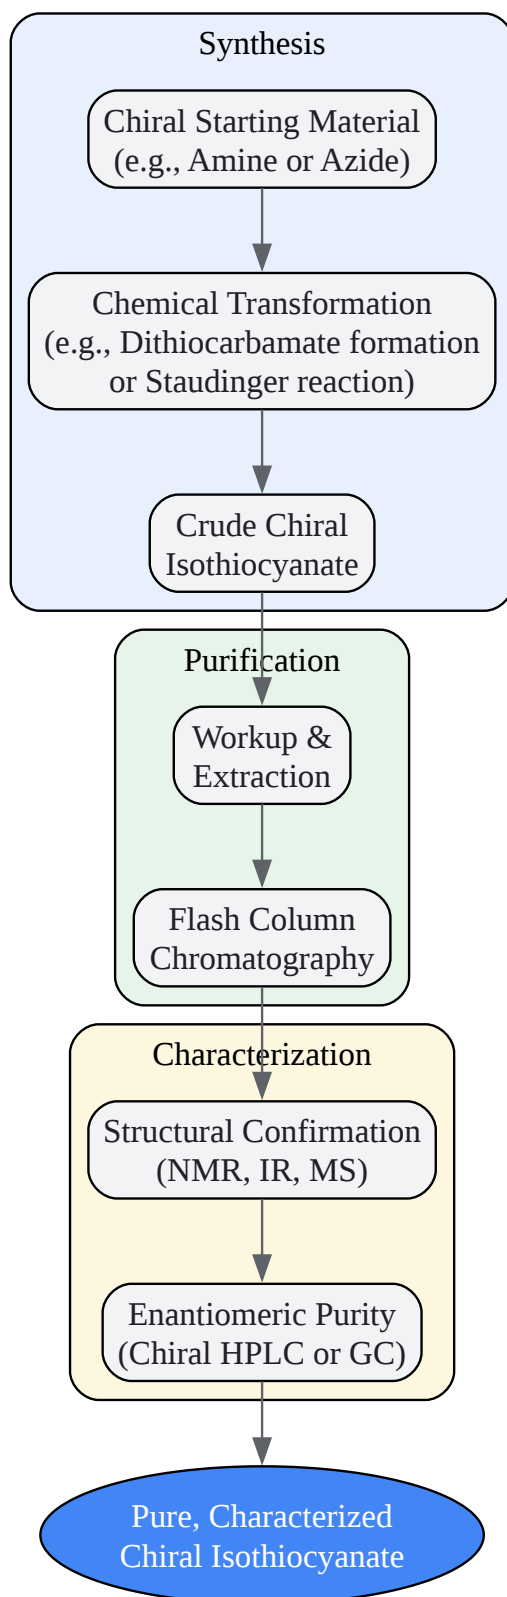 Synthesis
Chiral Starting Material
(e.g., Amine or Azide)
Chemical Transformation
(e.g., Dithiocarbamate formation
or Staudinger reaction)
Crude Chiral
Isothiocyanate
Purification
Workup &
Extraction
Flash Column
Chromatography
Characterization
Structural Confirmation
(NMR, IR, MS)
Enantiomeric Purity
(Chiral HPLC or GC)
Pure, Characterized
Chiral Isothiocyanate